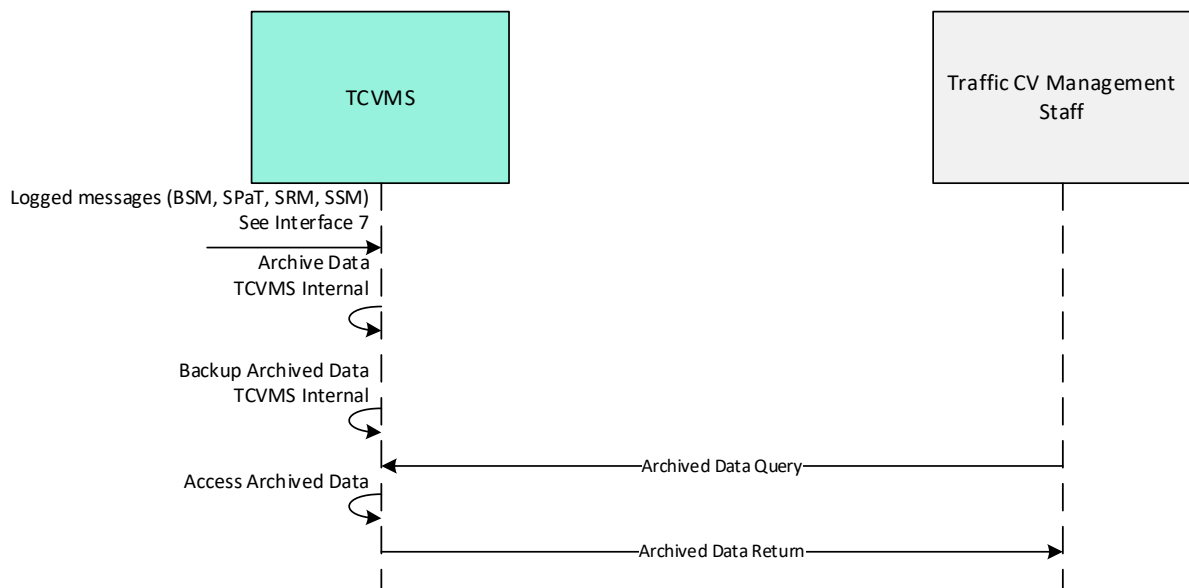 TCVMS
Traffic CV Management
Staff
Logged messages (BSM, SPaT, SRM, SSM)
See Interface 7
Archive Data
TCVMS Internal
Backup Archived Data
TCVMS Internal
Archived Data Query
Access Archived Data
Archived Data Return